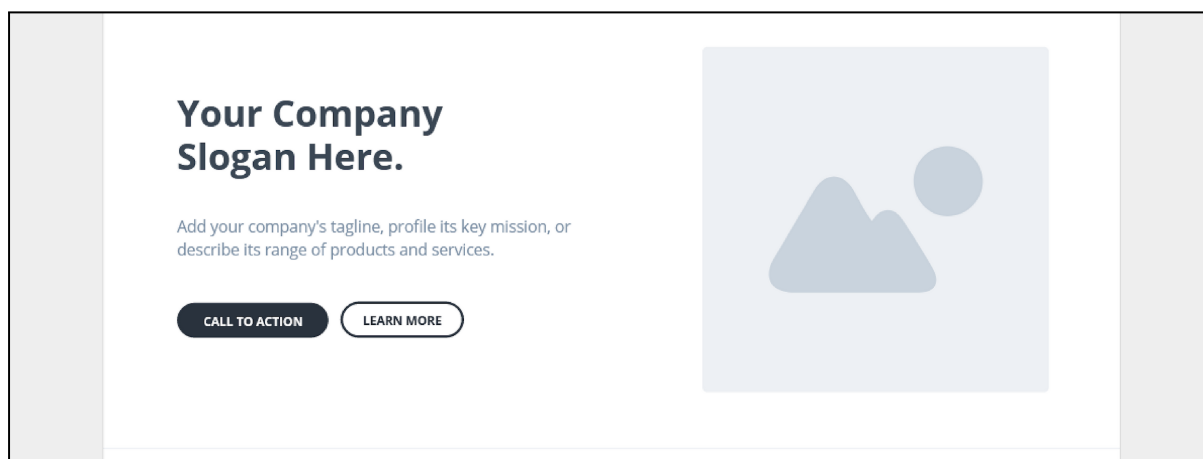 Your Company
Slogan Here.
Add your company's tagline, profile its key mission, or
describe its range of products and services.
CALL TO ACTION
LEARN MORE